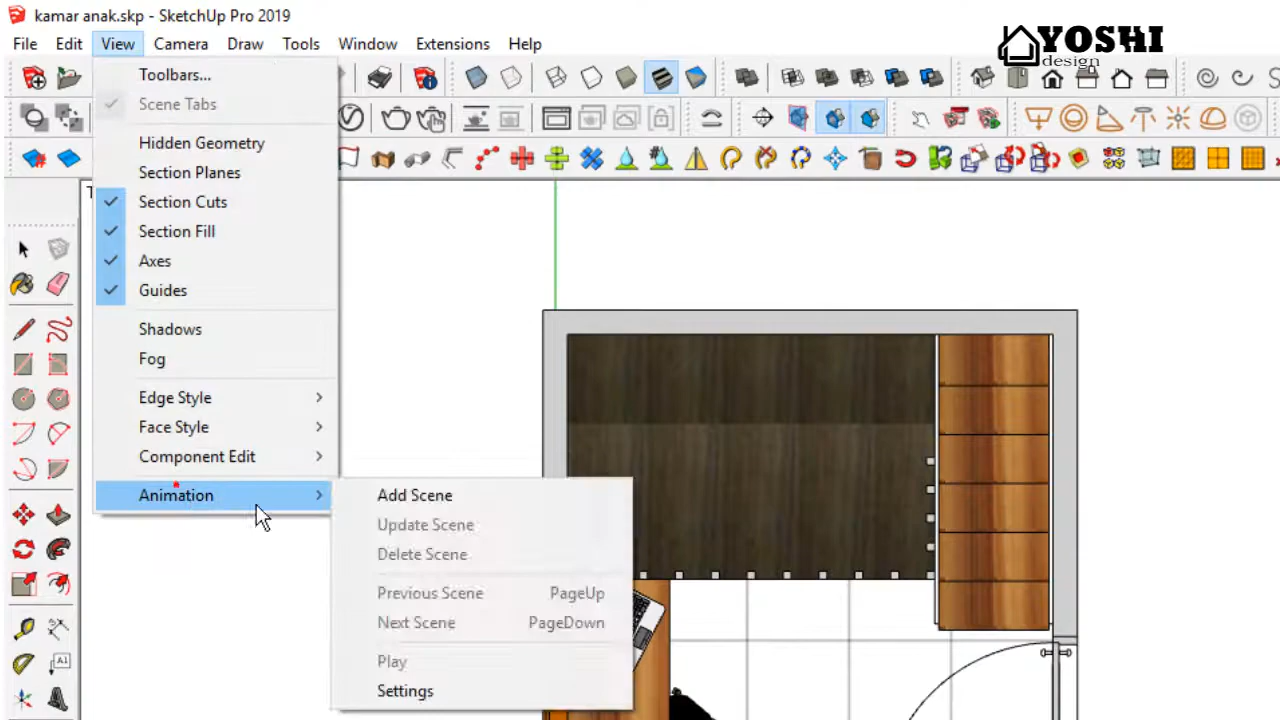 kamar anak.skp - SketchUp Pro 2019
YOSHI
design
File Edit View Camera Draw Tools Window Extensions Help
Toolbars...
Scene Tabs
Hidden Geometry
Section Planes
Section Cuts
Section Fill
Axes
Guides
Shadows
Fog
Edge Style
Face Style
Component Edit
Animation
Add Scene
Update Scene
Delete Scene
Previous Scene PageUp
Next Scene PageDown
Play
Settings
A1